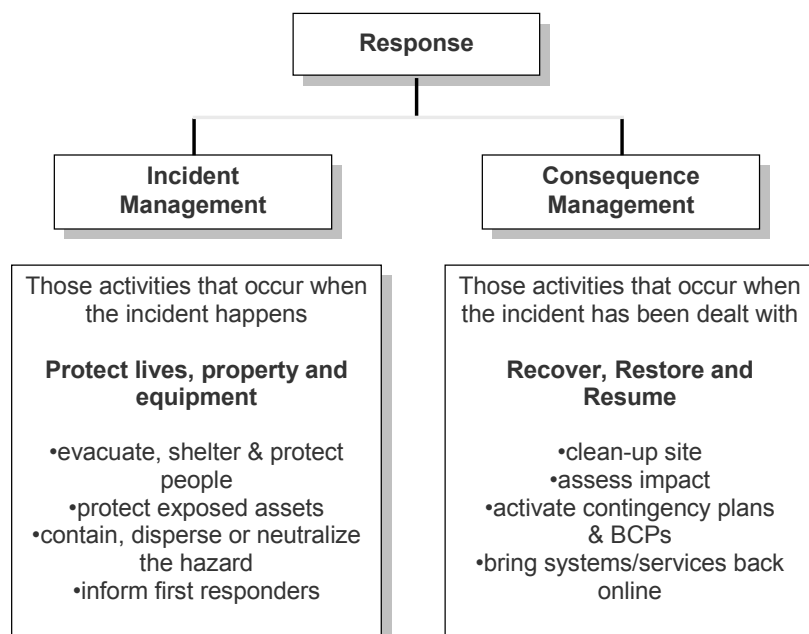 Response
Incident
Management
Consequence
Management
Those activities that occur when
the incident happens
Protect lives, property and
equipment
•evacuate, shelter & protect
people
•protect exposed assets
•contain, disperse or neutralize
the hazard
•inform first responders
Those activities that occur when
the incident has been dealt with
Recover, Restore and
Resume
•clean-up site
•assess impact
•activate contingency plans
& BCPs
•bring systems/services back
online